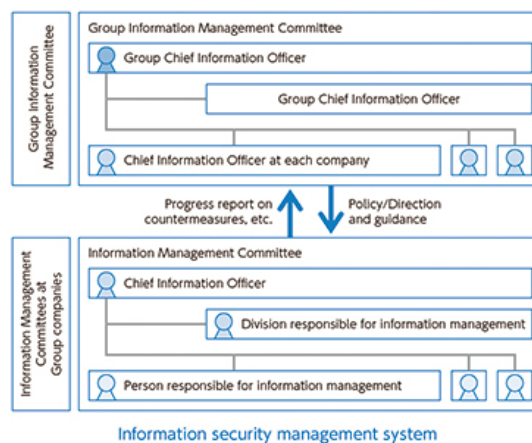 Group Information
Management Committee
Group Information Management Committee
Group Chief Information Officer
Group Chief Information Officer
Chief Information Officer at each company
Progress report on
countermeasures, etc.
Policy/Direction
and guidance
Information Management
Committees at
Group companies
Information Management Committee
Chief Information Officer
Division responsible for information management
Person responsible for information management
Information security management system